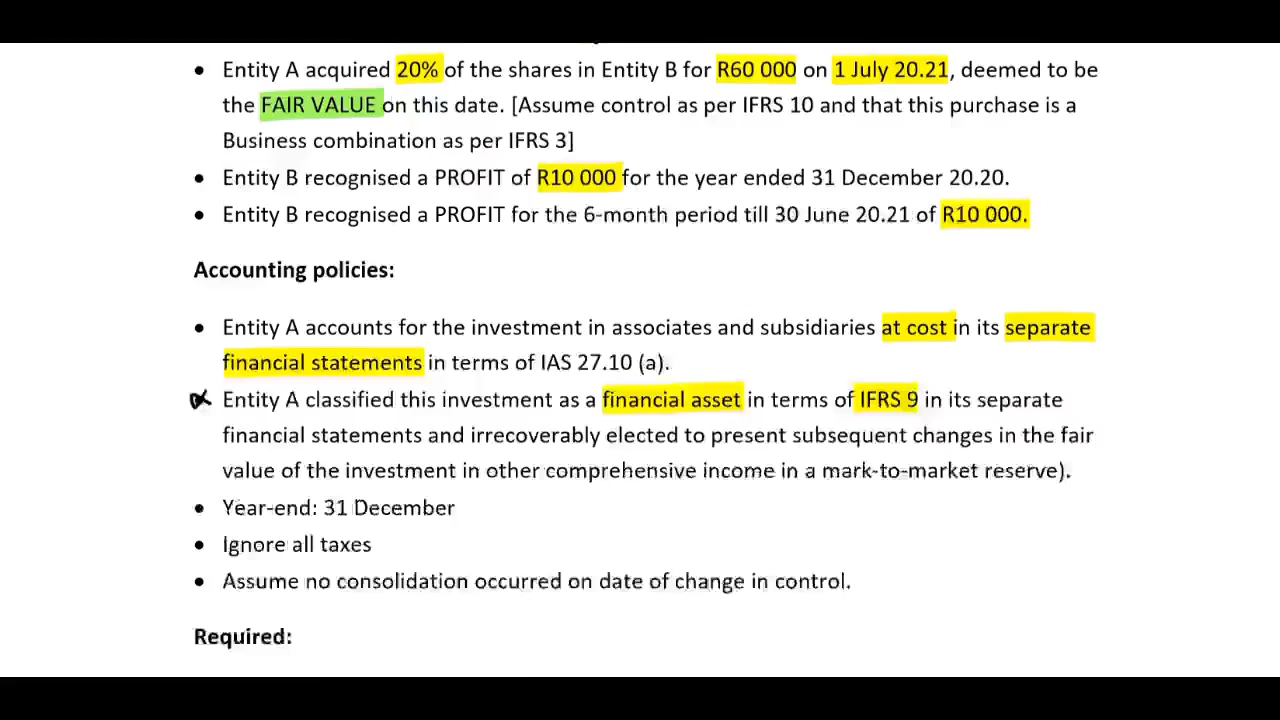 • Entity A acquired 20% of the shares in Entity B for R60 000 on 1 July 20.21, deemed to be
the FAIR VALUE on this date. [Assume control as per IFRS 10 and that this purchase is a
Business combination as per IFRS 3]
• Entity B recognised a PROFIT of R10 000 for the year ended 31 December 20.20.
• Entity B recognised a PROFIT for the 6-month period till 30 June 20.21 of R10 000.
Accounting policies:
• Entity A accounts for the investment in associates and subsidiaries at cost in its separate
financial statements in terms of IAS 27.10 (a).
Entity A classified this investment as a financial asset in terms of IFRS 9 in its separate
financial statements and irrecoverably elected to present subsequent changes in the fair
value of the investment in other comprehensive income in a mark-to-market reserve).
• Year-end: 31 December
• Ignore all taxes
• Assume no consolidation occurred on date of change in control.
Required: